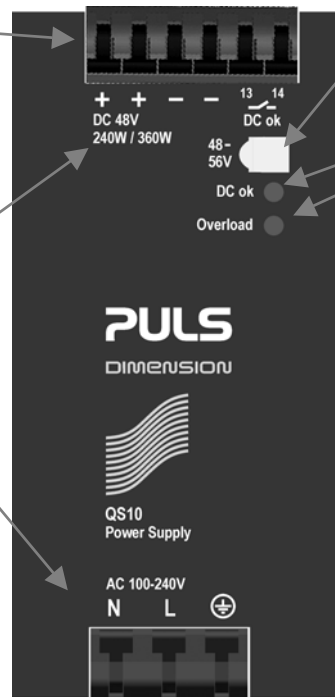 + + − − 13 14
DC 48V DC ok
240W / 360W
48–
56V
DC ok
Overload
PULS
DIMENSION
QS10
Power Supply
AC 100-240V
N L